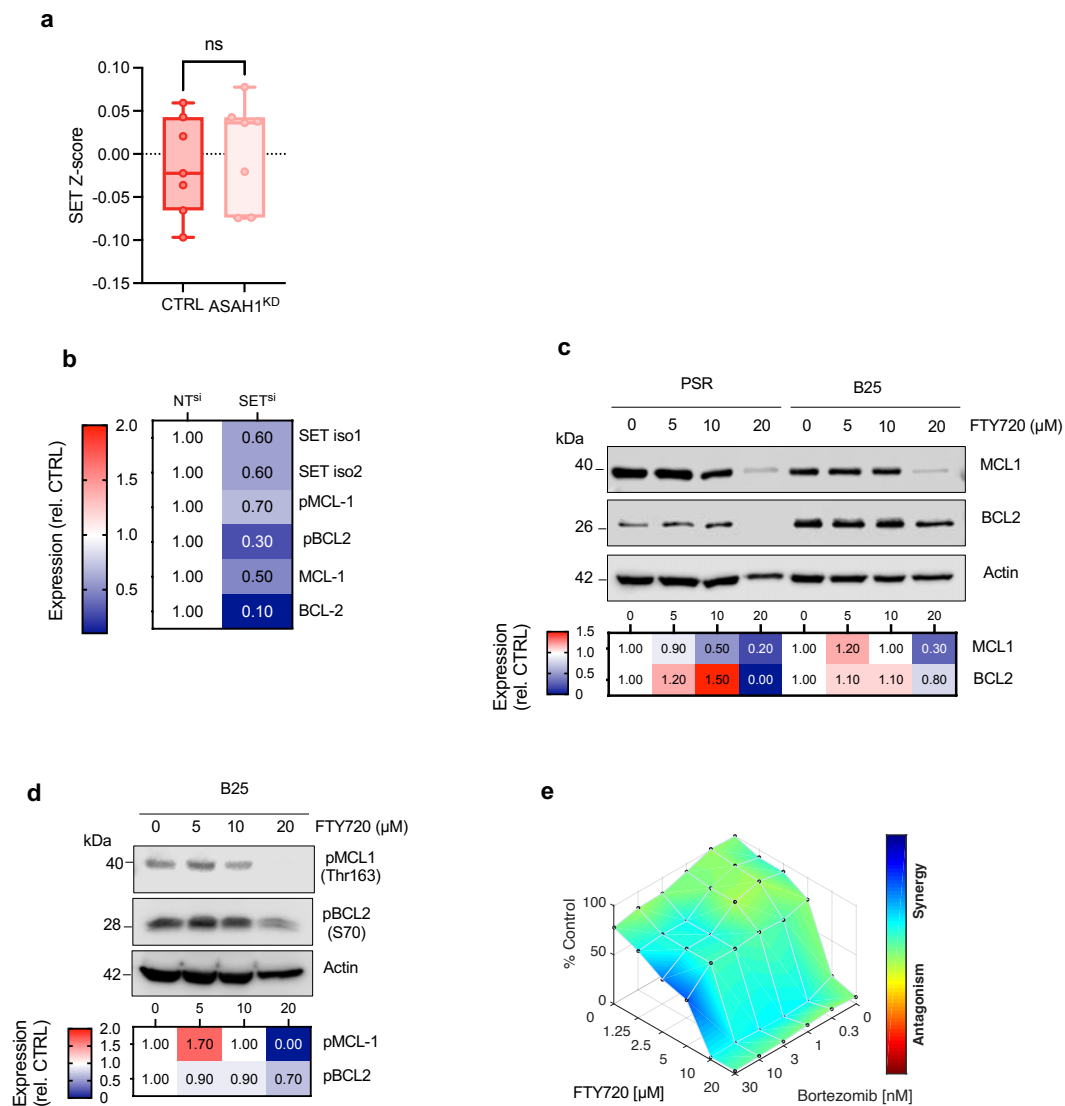 a
ns
0.10
0.05
0.00
-0.05
-0.10
-0.15
SET Z-score
CTRL ASAH1KD
b
NTsi SETsi
Expression (rel. CTRL)
2.0
1.5
1.0
0.5
1.00 0.60 SET iso1
1.00 0.60 SET iso2
1.00 0.70 pMCL-1
1.00 0.30 pBCL2
1.00 0.50 MCL-1
1.00 0.10 BCL-2
c
PSR B25
0 5 10 20 0 5 10 20 FTY720 (µM)
kDa
40 MCL1
26 BCL2
42 Actin
0 5 10 20 0 5 10 20
Expression
(rel. CTRL)
1.5
1.0
0.5
0
1.00 0.90 0.50 0.20 1.00 1.20 1.00 0.30 MCL1
1.00 1.20 1.50 0.00 1.00 1.10 1.10 0.80 BCL2
d
B25
0 5 10 20 FTY720 (µM)
kDa
40 pMCL1
(Thr163)
28 pBCL2
(S70)
42 Actin
0 5 10 20
Expression
(rel. CTRL)
2.0
1.5
1.0
0.5
0
1.00 1.70 1.00 0.00 pMCL-1
1.00 0.90 0.90 0.70 pBCL2
e
% Control
100
50
0
0
1.25
2.5
5
10
20
FTY720 [µM]
30
10
3
1
0.3
0
Bortezomib [nM]
Synergy
Antagonism